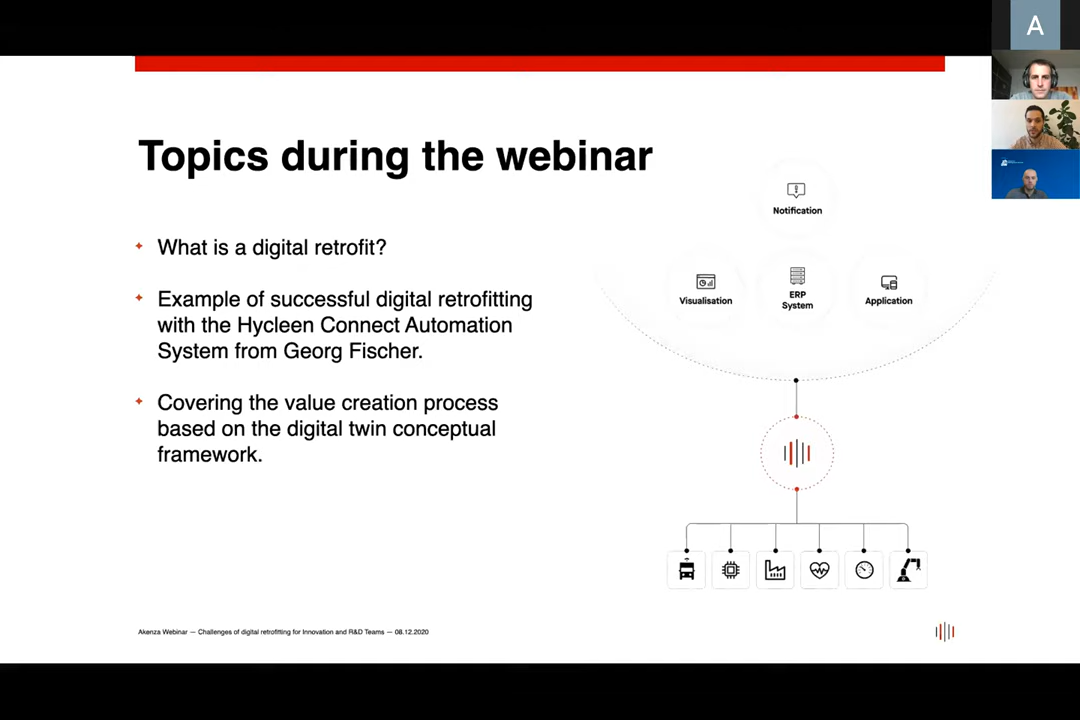 A
Topics during the webinar
What is a digital retrofit?
Example of successful digital retrofitting
with the Hycleen Connect Automation
System from Georg Fischer.
Covering the value creation process
based on the digital twin conceptual
framework.
Notification
Visualisation
ERP
System
Application
Akenza Webinar — Challenges of digital retrofitting for Innovation and R&D Teams — 08.12.2020